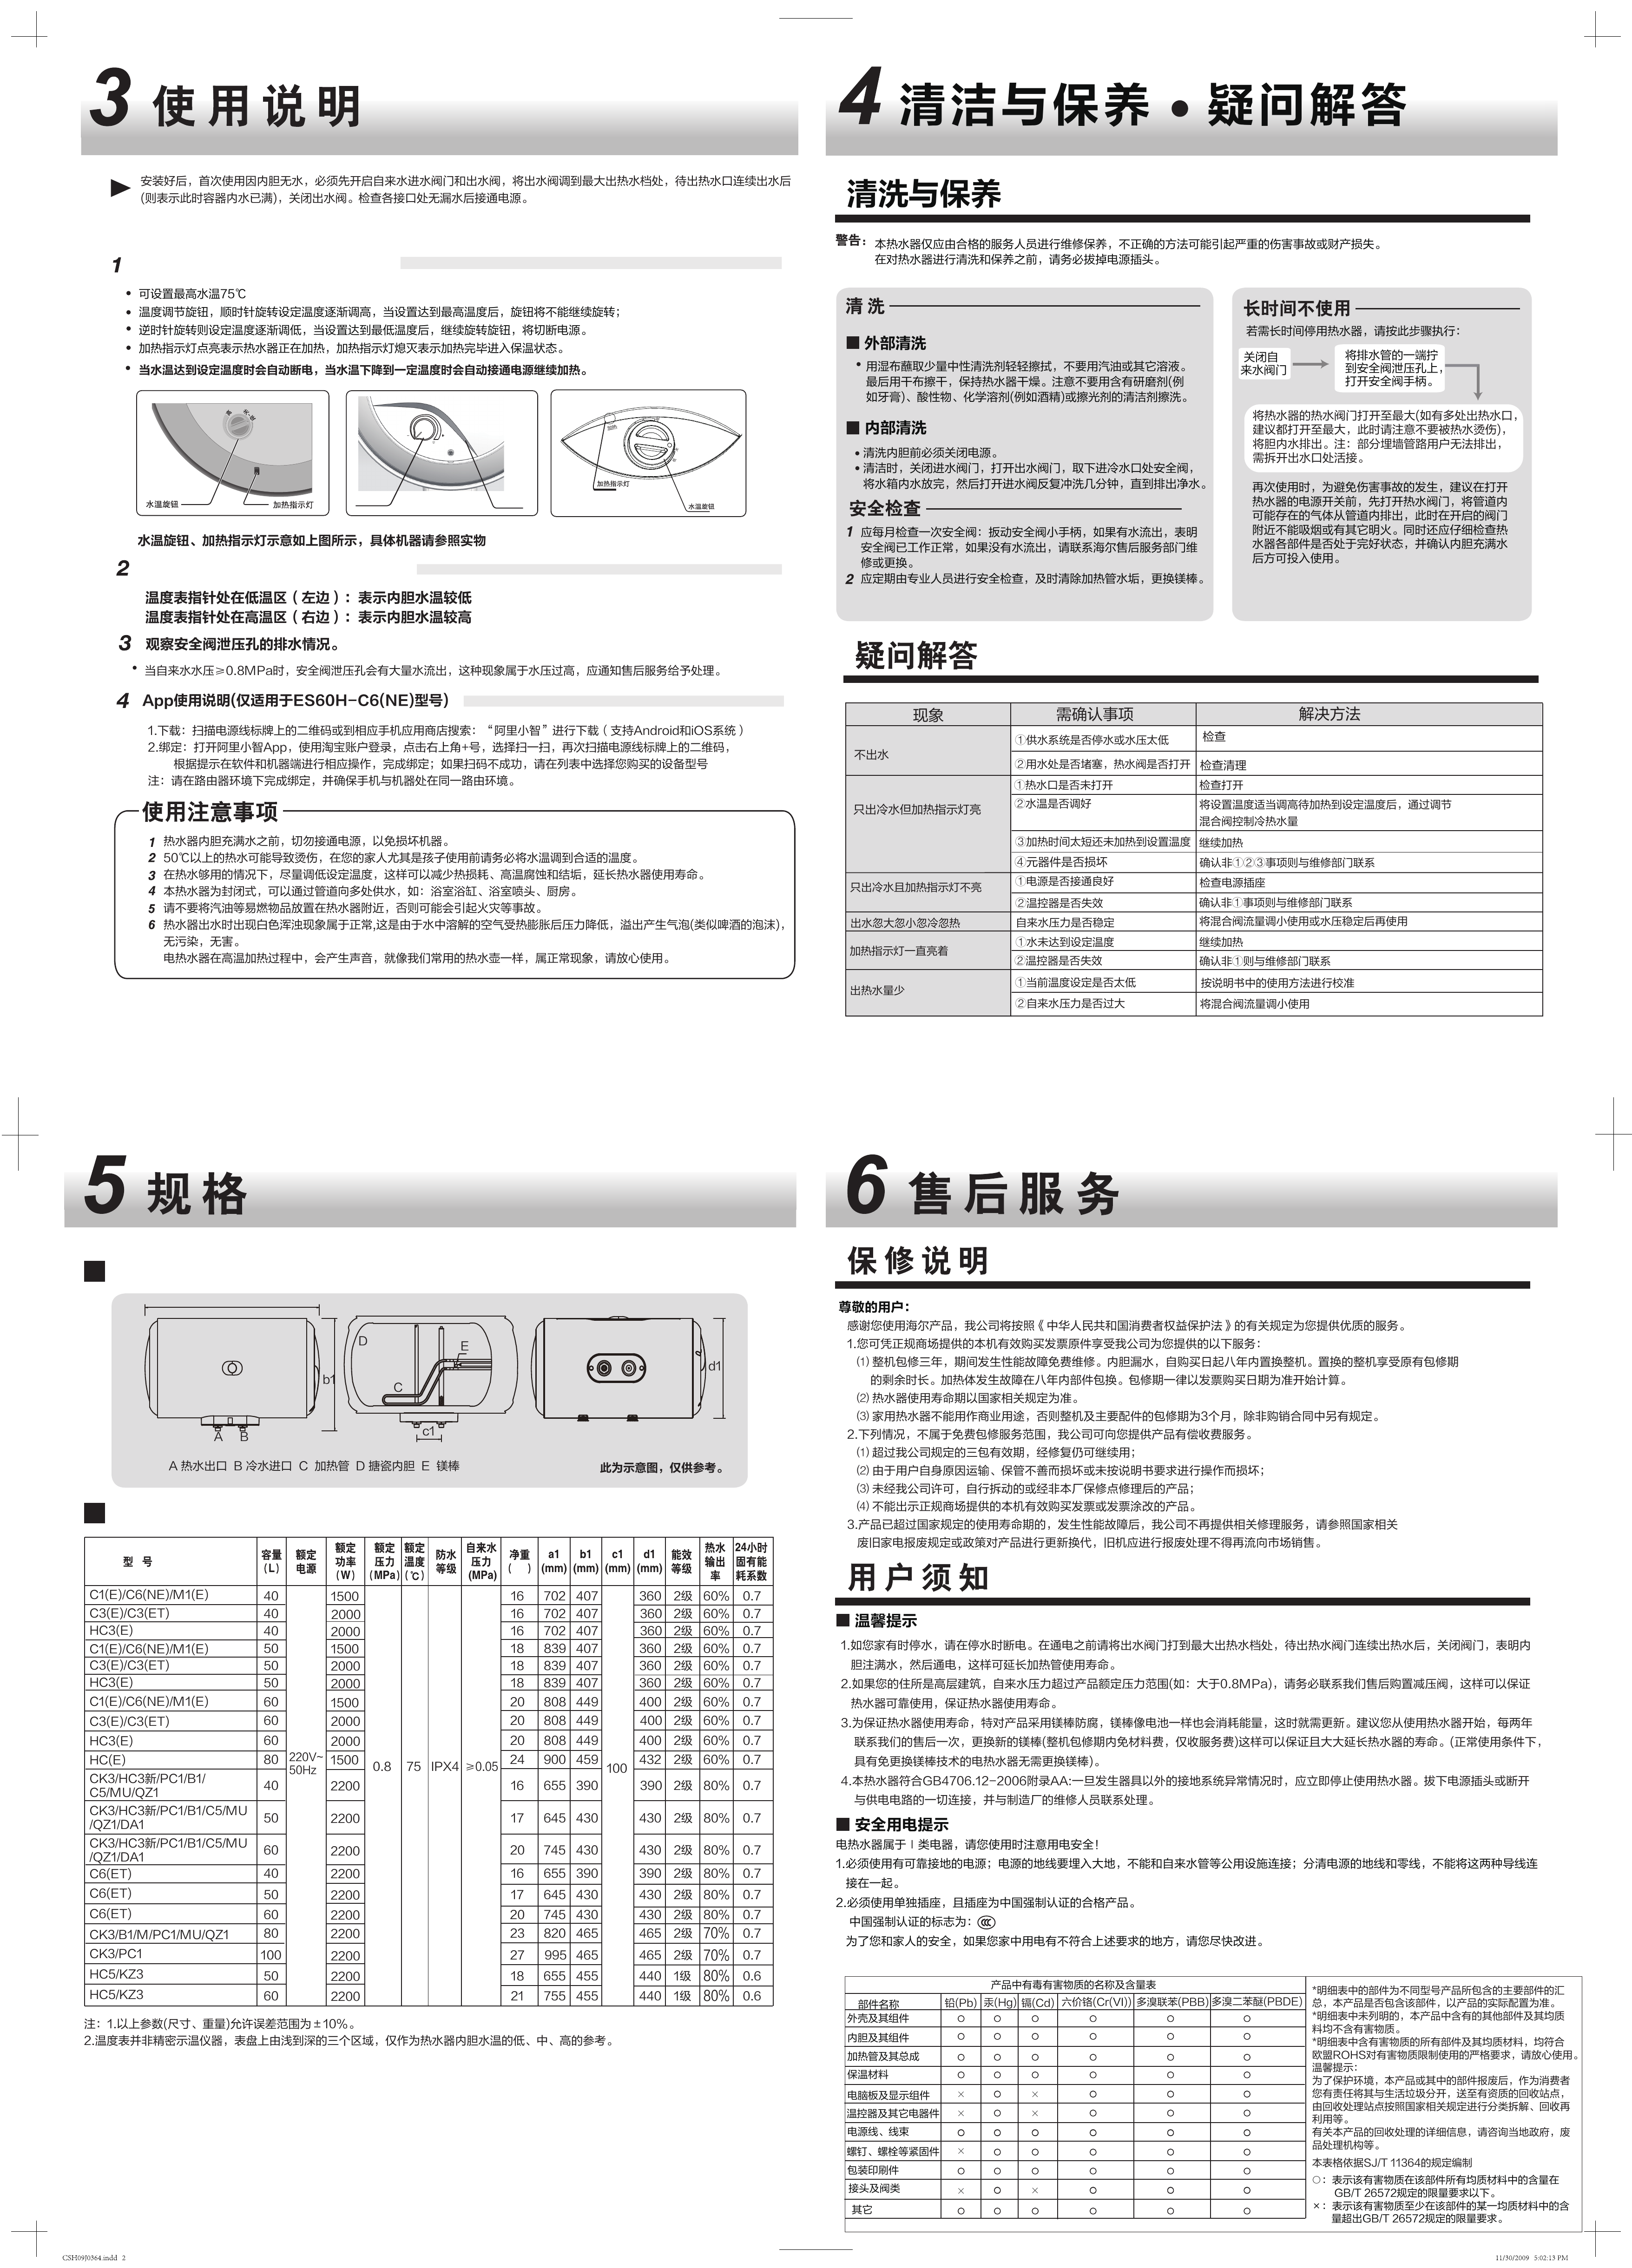 3 使用说明
安装好后，首次使用因内胆无水，必须先开启自来水进水阀门和出水阀，将出水阀调到最大出热水档处，待出热水口连续出水后
(则表示此时容器内水已满)，关闭出水阀。检查各接口处无漏水后接通电源。
1
• 可设置最高水温75℃
• 温度调节旋钮，顺时针旋转设定温度逐渐调高，当设置达到最高温度后，旋钮将不能继续旋转；
• 逆时针旋转则设定温度逐渐调低，当设置达到最低温度后，继续旋转旋钮，将切断电源。
• 加热指示灯点亮表示热水器正在加热，加热指示灯熄灭表示加热完毕进入保温状态。
• 当水温达到设定温度时会自动断电，当水温下降到一定温度时会自动接通电源继续加热。
水温旋钮 加热指示灯
加热指示灯
水温旋钮
水温旋钮、加热指示灯示意如上图所示，具体机器请参照实物
2
温度表指针处在低温区（左边）：表示内胆水温较低
温度表指针处在高温区（右边）：表示内胆水温较高
3 观察安全阀泄压孔的排水情况。
• 当自来水水压≥0.8MPa时，安全阀泄压孔会有大量水流出，这种现象属于水压过高，应通知售后服务给予处理。
4 App使用说明(仅适用于ES60H-C6(NE)型号)
1.下载：扫描电源线标牌上的二维码或到相应手机应用商店搜索：“阿里小智”进行下载（支持Android和iOS系统）
2.绑定：打开阿里小智App，使用淘宝账户登录，点击右上角+号，选择扫一扫，再次扫描电源线标牌上的二维码，
根据提示在软件和机器端进行相应操作，完成绑定；如果扫码不成功，请在列表中选择您购买的设备型号
注：请在路由器环境下完成绑定，并确保手机与机器处在同一路由环境。
使用注意事项
1 热水器内胆充满水之前，切勿接通电源，以免损坏机器。
2 50℃以上的热水可能导致烫伤，在您的家人尤其是孩子使用前请务必将水温调到合适的温度。
3 在热水够用的情况下，尽量调低设定温度，这样可以减少热损耗、高温腐蚀和结垢，延长热水器使用寿命。
4 本热水器为封闭式，可以通过管道向多处供水，如：浴室浴缸、浴室喷头、厨房。
5 请不要将汽油等易燃物品放置在热水器附近，否则可能会引起火灾等事故。
6 热水器出水时出现白色浑浊现象属于正常,这是由于水中溶解的空气受热膨胀后压力降低，溢出产生气泡(类似啤酒的泡沫)，
无污染，无害。
电热水器在高温加热过程中，会产生声音，就像我们常用的热水壶一样，属正常现象，请放心使用。
4 清洁与保养·疑问解答
清洗与保养
警告： 本热水器仅应由合格的服务人员进行维修保养，不正确的方法可能引起严重的伤害事故或财产损失。
在对热水器进行清洗和保养之前，请务必拔掉电源插头。
清洗
■ 外部清洗
• 用湿布蘸取少量中性清洗剂轻轻擦拭，不要用汽油或其它溶液。
最后用干布擦干，保持热水器干燥。注意不要用含有研磨剂(例
如牙膏)、酸性物、化学溶剂(例如酒精)或擦光剂的清洁剂擦洗。
■ 内部清洗
• 清洗内胆前必须关闭电源。
• 清洁时，关闭进水阀门，打开出水阀门，取下进冷水口处安全阀，
将水箱内水放完，然后打开进水阀反复冲洗几分钟，直到排出净水。
安全检查
1 应每月检查一次安全阀：扳动安全阀小手柄，如果有水流出，表明
安全阀已工作正常，如果没有水流出，请联系海尔售后服务部门维
修或更换。
2 应定期由专业人员进行安全检查，及时清除加热管水垢，更换镁棒。
长时间不使用
若需长时间停用热水器，请按此步骤执行：
关闭自
来水阀门
将排水管的一端拧
到安全阀泄压孔上，
打开安全阀手柄。
将热水器的热水阀门打开至最大(如有多处出热水口，
建议都打开至最大，此时请注意不要被热水烫伤)，
将胆内水排出。注：部分埋墙管路用户无法排出，
需拆开出水口处活接。
再次使用时，为避免伤害事故的发生，建议在打开
热水器的电源开关前，先打开热水阀门，将管道内
可能存在的气体从管道内排出，此时在开启的阀门
附近不能吸烟或有其它明火。同时还应仔细检查热
水器各部件是否处于完好状态，并确认内胆充满水
后方可投入使用。
疑问解答
现象 需确认事项 解决方法
不出水 ①供水系统是否停水或水压太低 检查
②用水处是否堵塞，热水阀是否打开 检查清理
只出冷水但加热指示灯亮 ①热水口是否未打开 检查打开
②水温是否调好 将设置温度适当调高待加热到设定温度后，通过调节
混合阀控制冷热水量
③加热时间太短还未加热到设置温度 继续加热
④元器件是否损坏 确认非①②③事项则与维修部门联系
只出冷水且加热指示灯不亮 ①电源是否接通良好 检查电源插座
②温控器是否失效 确认非①事项则与维修部门联系
出水忽大忽小忽冷忽热 自来水压力是否稳定 将混合阀流量调小使用或水压稳定后再使用
加热指示灯一直亮着 ①水未达到设定温度 继续加热
②温控器是否失效 确认非①则与维修部门联系
出热水量少 ①当前温度设定是否太低 按说明书中的使用方法进行校准
②自来水压力是否过大 将混合阀流量调小使用
5 规格
b1 D E C c1 d1
A B
A 热水出口 B 冷水进口 C 加热管 D 搪瓷内胆 E 镁棒
此为示意图，仅供参考。
型号 容量(L) 额定电源 额定功率(W) 额定压力(MPa) 额定温度(℃) 防水等级 自来水压力(MPa) 净重( ) a1(mm) b1(mm) c1(mm) d1(mm) 能效等级 热水输出率 24小时固有能耗系数
C1(E)/C6(NE)/M1(E) 40 1500 16 702 407 360 2级 60% 0.7
C3(E)/C3(ET) 40 2000 16 702 407 360 2级 60% 0.7
HC3(E) 40 2000 16 702 407 360 2级 60% 0.7
C1(E)/C6(NE)/M1(E) 50 1500 18 839 407 360 2级 60% 0.7
C3(E)/C3(ET) 50 2000 18 839 407 360 2级 60% 0.7
HC3(E) 50 2000 18 839 407 360 2级 60% 0.7
C1(E)/C6(NE)/M1(E) 60 1500 20 808 449 400 2级 60% 0.7
C3(E)/C3(ET) 60 2000 20 808 449 400 2级 60% 0.7
HC3(E) 60 2000 20 808 449 400 2级 60% 0.7
HC(E) 80 220V~50Hz 1500 0.8 75 IPX4 ≥0.05 24 900 459 100 432 2级 60% 0.7
CK3/HC3新/PC1/B1/
C5/MU/QZ1 40 2200 16 655 390 390 2级 80% 0.7
CK3/HC3新/PC1/B1/C5/MU
/QZ1/DA1 50 2200 17 645 430 430 2级 80% 0.7
CK3/HC3新/PC1/B1/C5/MU
/QZ1/DA1 60 2200 20 745 430 430 2级 80% 0.7
C6(ET) 40 2200 16 655 390 390 2级 80% 0.7
C6(ET) 50 2200 17 645 430 430 2级 80% 0.7
C6(ET) 60 2200 20 745 430 430 2级 80% 0.7
CK3/B1/M/PC1/MU/QZ1 80 2200 23 820 465 465 2级 70% 0.7
CK3/PC1 100 2200 27 995 465 465 2级 70% 0.7
HC5/KZ3 50 2200 18 655 455 440 1级 80% 0.6
HC5/KZ3 60 2200 21 755 455 440 1级 80% 0.6
注：1.以上参数(尺寸、重量)允许误差范围为±10%。
2.温度表并非精密示温仪器，表盘上由浅到深的三个区域，仅作为热水器内胆水温的低、中、高的参考。
6 售后服务
保修说明
尊敬的用户：
感谢您使用海尔产品，我公司将按照《中华人民共和国消费者权益保护法》的有关规定为您提供优质的服务。
1.您可凭正规商场提供的本机有效购买发票原件享受我公司为您提供的以下服务：
⑴ 整机包修三年，期间发生性能故障免费维修。内胆漏水，自购买日起八年内置换整机。置换的整机享受原有包修期
的剩余时长。加热体发生故障在八年内部件包换。包修期一律以发票购买日期为准开始计算。
⑵ 热水器使用寿命期以国家相关规定为准。
⑶ 家用热水器不能用作商业用途，否则整机及主要配件的包修期为3个月，除非购销合同中另有规定。
2.下列情况，不属于免费包修服务范围，我公司可向您提供产品有偿收费服务。
⑴ 超过我公司规定的三包有效期，经修复仍可继续用；
⑵ 由于用户自身原因运输、保管不善而损坏或未按说明书要求进行操作而损坏；
⑶ 未经我公司许可，自行拆动的或经非本厂保修点修理后的产品；
⑷ 不能出示正规商场提供的本机有效购买发票或发票涂改的产品。
3.产品已超过国家规定的使用寿命期的，发生性能故障后，我公司不再提供相关修理服务，请参照国家相关
废旧家电报废规定或政策对产品进行更新换代，旧机应进行报废处理不得再流向市场销售。
用户须知
■ 温馨提示
1.如您家有时停水，请在停水时断电。在通电之前请将出水阀门打到最大出热水档处，待出热水阀门连续出热水后，关闭阀门，表明内
胆注满水，然后通电，这样可延长加热管使用寿命。
2.如果您的住所是高层建筑，自来水压力超过产品额定压力范围(如：大于0.8MPa)，请务必联系我们售后购置减压阀，这样可以保证
热水器可靠使用，保证热水器使用寿命。
3.为保证热水器使用寿命，特对产品采用镁棒防腐，镁棒像电池一样也会消耗能量，这时就需更新。建议您从使用热水器开始，每两年
联系我们的售后一次，更换新的镁棒(整机包修期内免材料费，仅收服务费)这样可以保证且大大延长热水器的寿命。(正常使用条件下，
具有免更换镁棒技术的电热水器无需更换镁棒)。
4.本热水器符合GB4706.12-2006附录AA:一旦发生器具以外的接地系统异常情况时，应立即停止使用热水器。拔下电源插头或断开
与供电电路的一切连接，并与制造厂的维修人员联系处理。
■ 安全用电提示
电热水器属于Ⅰ类电器，请您使用时注意用电安全！
1.必须使用有可靠接地的电源；电源的地线要埋入大地，不能和自来水管等公用设施连接；分清电源的地线和零线，不能将这两种导线连
接在一起。
2.必须使用单独插座，且插座为中国强制认证的合格产品。
中国强制认证的标志为：
为了您和家人的安全，如果您家中用电有不符合上述要求的地方，请您尽快改进。
产品中有毒有害物质的名称及含量表
部件名称 铅(Pb) 汞(Hg) 镉(Cd) 六价铬(Cr(VI)) 多溴联苯(PBB) 多溴二苯醚(PBDE)
外壳及其组件 ○ ○ ○ ○ ○ ○
内胆及其组件 ○ ○ ○ ○ ○ ○
加热管及其总成 ○ ○ ○ ○ ○ ○
保温材料 ○ ○ ○ ○ ○ ○
电脑板及显示组件 × ○ × ○ ○ ○
温控器及其它电器件 × ○ × ○ ○ ○
电源线、线束 ○ ○ ○ ○ ○ ○
螺钉、螺栓等紧固件 × ○ ○ ○ ○ ○
包装印刷件 ○ ○ ○ ○ ○ ○
接头及阀类 × ○ × ○ ○ ○
其它 ○ ○ ○ ○ ○ ○
*明细表中的部件为不同型号产品所包含的主要部件的汇
总，本产品是否包含该部件，以产品的实际配置为准。
*明细表中未列明的，本产品中含有的其他部件及其均质
料均不含有害物质。
*明细表中含有害物质的所有部件及其均质材料，均符合
欧盟ROHS对有害物质限制使用的严格要求，请放心使用。
温馨提示：
为了保护环境，本产品或其中的部件报废后，作为消费者
您有责任将其与生活垃圾分开，送至有资质的回收站点，
由回收处理站点按照国家相关规定进行分类拆解、回收再
利用等。
有关本产品的回收处理的详细信息，请咨询当地政府，废
品处理机构等。
本表格依据SJ/T 11364的规定编制
○：表示该有害物质在该部件所有均质材料中的含量在
GB/T 26572规定的限量要求以下。
×：表示该有害物质至少在该部件的某一均质材料中的含
量超出GB/T 26572规定的限量要求。
CSH09J0364.indd 2
11/30/2009 5:02:13 PM